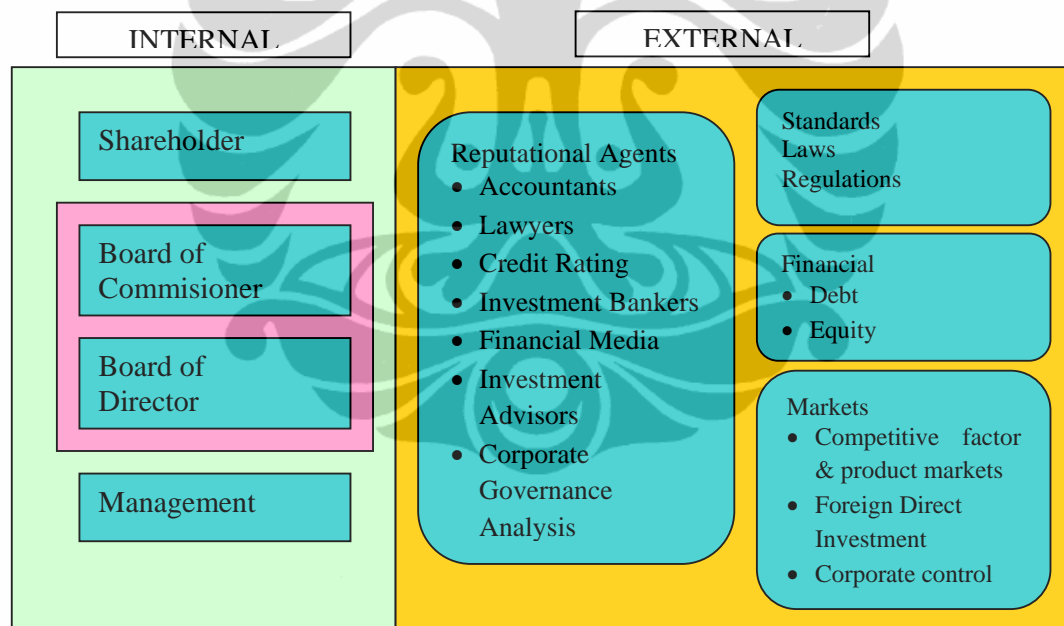 INTERNAL
EXTERNAL
Shareholder
Board of
Commisioner
Board of
Director
Management
Reputational Agents
• Accountants
• Lawyers
• Credit Rating
• Investment Bankers
• Financial Media
• Investment
Advisors
• Corporate
Governance
Analysis
Standards
Laws
Regulations
Financial
• Debt
• Equity
Markets
• Competitive factor
& product markets
• Foreign Direct
Investment
• Corporate control